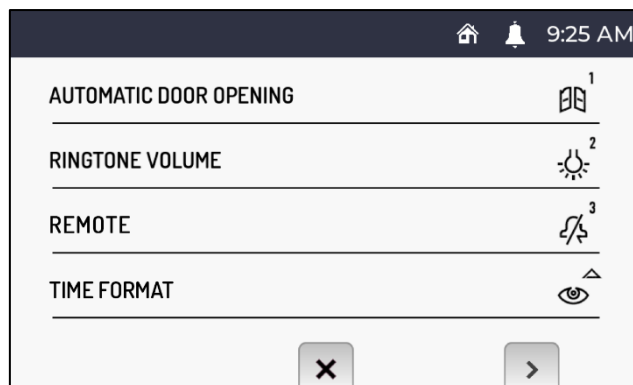 9:25 AM
AUTOMATIC DOOR OPENING 1
RINGTONE VOLUME 2
REMOTE 3
TIME FORMAT